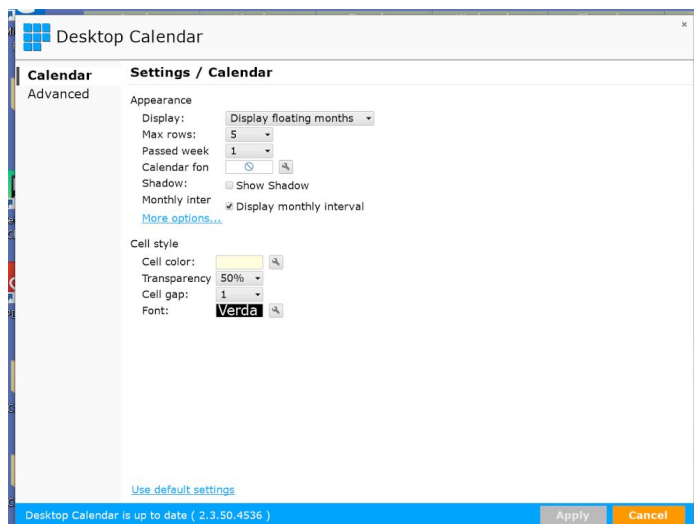 Desktop Calendar
×
Calendar
Advanced
Settings / Calendar
Appearance
Display: Display floating months
Max rows: 5
Passed week 1
Calendar fon
Shadow: Show Shadow
Monthly inter Display monthly interval
More options...
Cell style
Cell color:
Transparency 50%
Cell gap: 1
Font: Verda
Use default settings
Desktop Calendar is up to date ( 2.3.50.4536 ) Apply Cancel